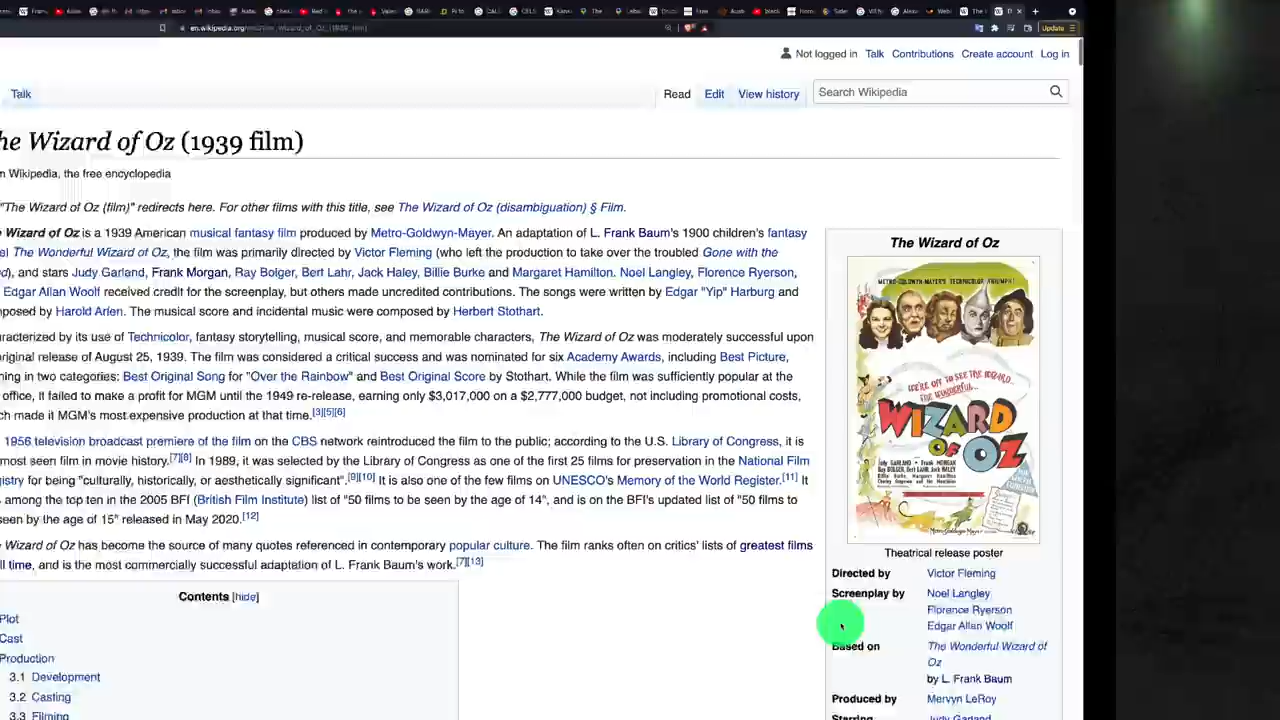 en.wikipedia.org
Update
Not logged in Talk Contributions Create account Log in
Talk
Read Edit View history
Search Wikipedia
he Wizard of Oz (1939 film)
m Wikipedia, the free encyclopedia
"The Wizard of Oz (film)" redirects here. For other films with this title, see The Wizard of Oz (disambiguation) § Film.
Wizard of Oz is a 1939 American musical fantasy film produced by Metro-Goldwyn-Mayer. An adaptation of L. Frank Baum's 1900 children's fantasy
el The Wonderful Wizard of Oz, the film was primarily directed by Victor Fleming (who left the production to take over the troubled Gone with the
d), and stars Judy Garland, Frank Morgan, Ray Bolger, Bert Lahr, Jack Haley, Billie Burke and Margaret Hamilton. Noel Langley, Florence Ryerson,
Edgar Allan Woolf received credit for the screenplay, but others made uncredited contributions. The songs were written by Edgar "Yip" Harburg and
posed by Harold Arlen. The musical score and incidental music were composed by Herbert Stothart.
racterized by its use of Technicolor, fantasy storytelling, musical score, and memorable characters, The Wizard of Oz was moderately successful upon
original release of August 25, 1939. The film was considered a critical success and was nominated for six Academy Awards, including Best Picture,
ning in two categories: Best Original Song for "Over the Rainbow" and Best Original Score by Stothart. While the film was sufficiently popular at the
office, it failed to make a profit for MGM until the 1949 re-release, earning only $3,017,000 on a $2,777,000 budget, not including promotional costs,
ch made it MGM's most expensive production at that time.[3][5][6]
1956 television broadcast premiere of the film on the CBS network reintroduced the film to the public; according to the U.S. Library of Congress, it is
most seen film in movie history.[7][8] In 1989, it was selected by the Library of Congress as one of the first 25 films for preservation in the National Film
istry for being "culturally, historically, or aesthetically significant".[9][10] It is also one of the few films on UNESCO's Memory of the World Register.[11] It
among the top ten in the 2005 BFI (British Film Institute) list of "50 films to be seen by the age of 14", and is on the BFI's updated list of "50 films to
seen by the age of 15" released in May 2020.[12]
Wizard of Oz has become the source of many quotes referenced in contemporary popular culture. The film ranks often on critics' lists of greatest films
ll time, and is the most commercially successful adaptation of L. Frank Baum's work.[7][13]
Contents [hide]
Plot
Cast
Production
3.1 Development
3.2 Casting
3.3 Filming
The Wizard of Oz
METRO-GOLDWYN-MAYER'S TECHNICOLOR TRIUMPH!
WE'RE OFF TO SEE THE WIZARD...
THE WONDERFUL
WIZARD
OF OZ
Theatrical release poster
Directed by Victor Fleming
Screenplay by Noel Langley
Florence Ryerson
Edgar Allan Woolf
Based on The Wonderful Wizard of
Oz
by L. Frank Baum
Produced by Mervyn LeRoy
Starring Judy Garland